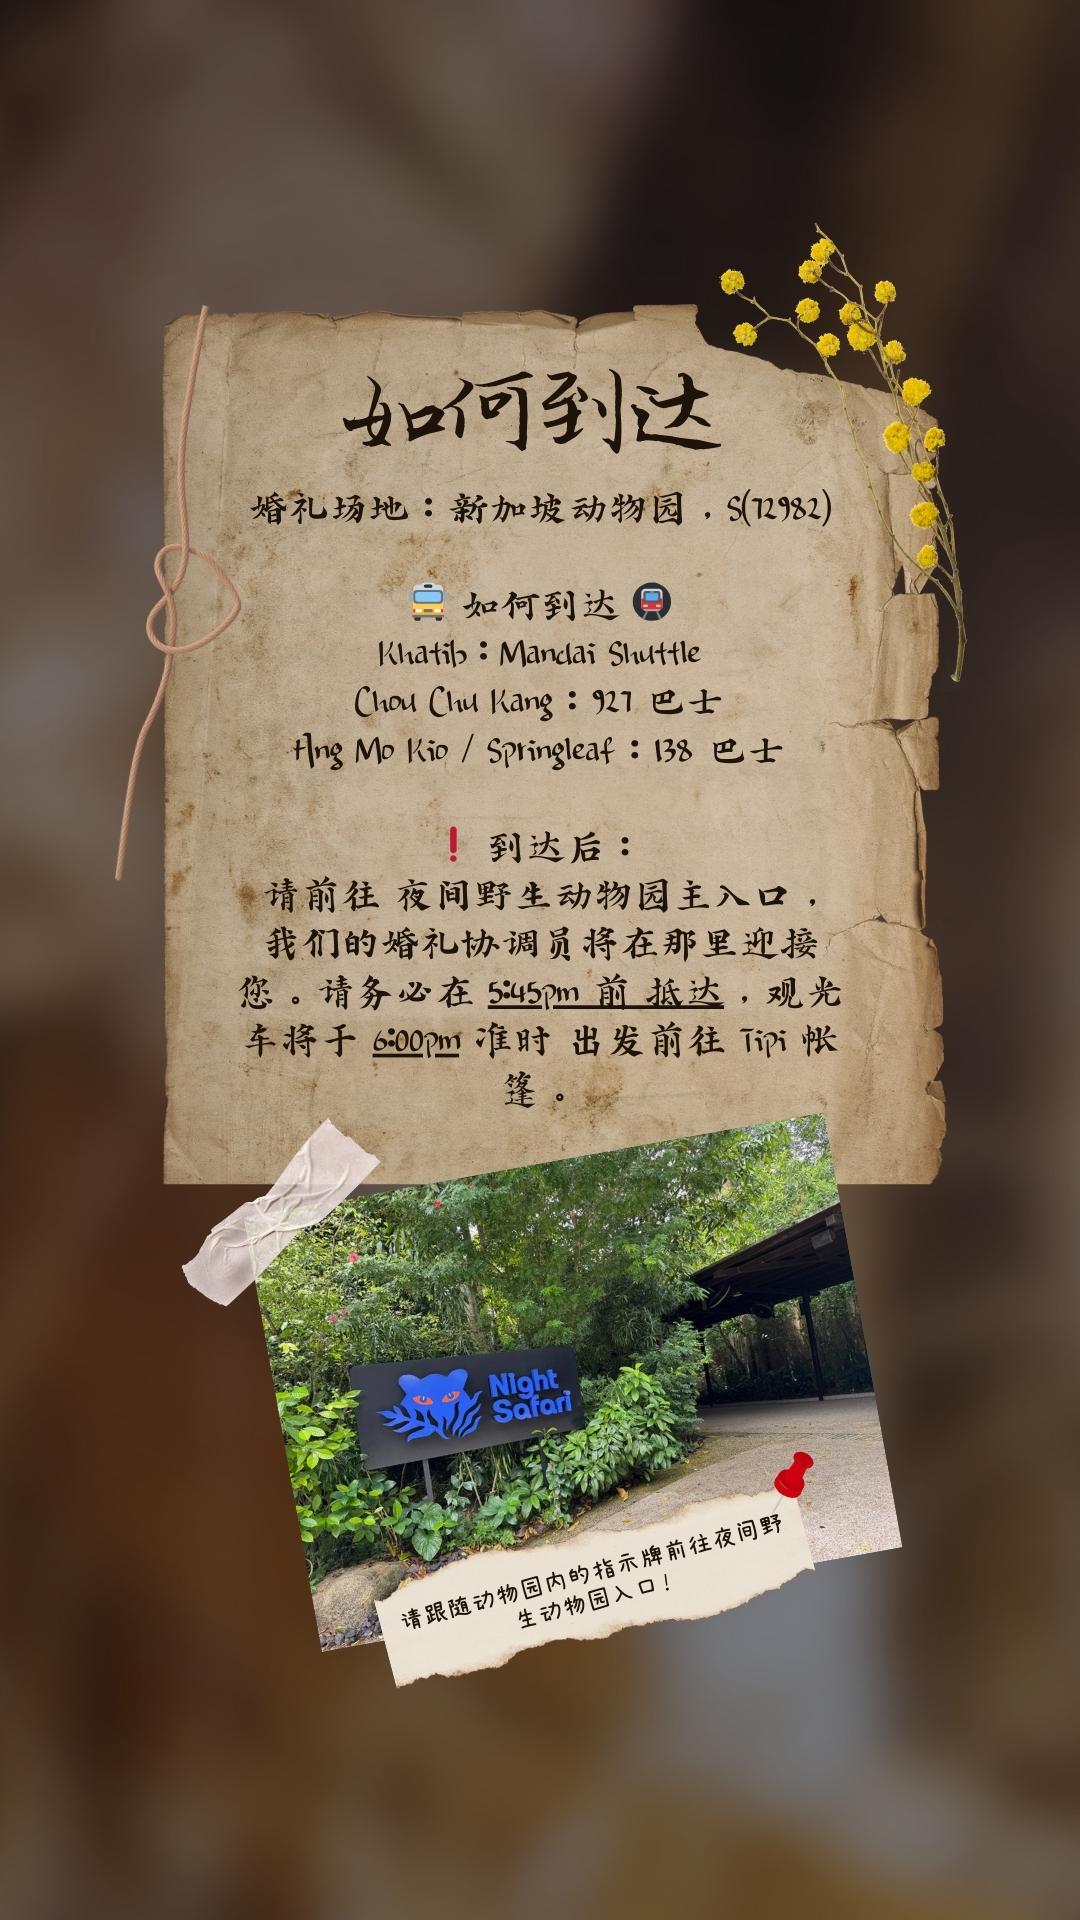 如何到达
婚礼场地：新加坡动物园，S(72982)
如何到达
Khatib：Mandai Shuttle
Chou Chu Kang：927 巴士
Ang Mo Kio / Springleaf：138 巴士
❗ 到达后：
请前往 夜间野生动物园主入口，
我们的婚礼协调员将在那里迎接
您。请务必在 5:45pm 前 抵达，观光
车将于 6:00pm 准时 出发前往 Tipi 帐
篷。
Night
Safari
请跟随动物园内的指示牌前往夜间野
生动物园入口！